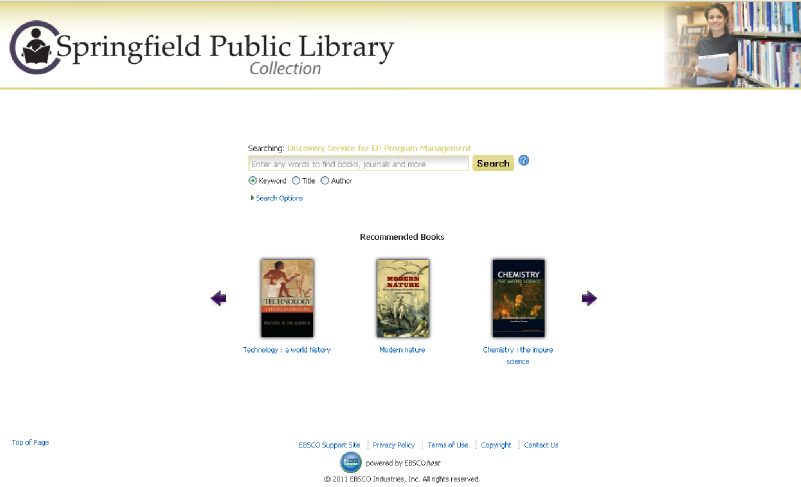 Springfield Public Library
Collection
Searching: Discovery Service for EP Program Management
Enter any words to find books, journals and more
Search
?
Keyword Title Author
Search Options
Recommended Books
TECHNOLOGY
A WORLD HISTORY
MODERN
NATURE
CHEMISTRY
THE IMPURE SCIENCE
Technology : a world history
Modern nature
Chemistry : the impure
science
Top of Page
EBSCO Support Site Privacy Policy Terms of Use Copyright Contact Us
powered by EBSCOhost
© 2011 EBSCO Industries, Inc. All rights reserved.